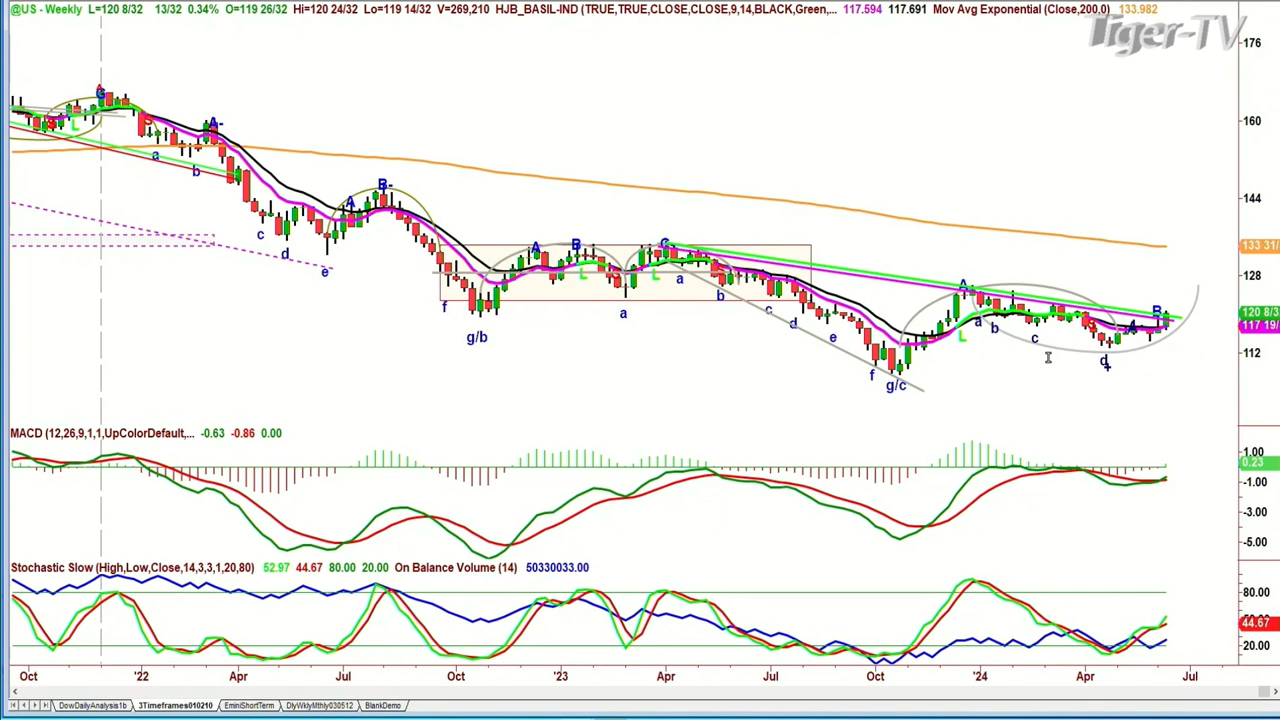 @US - Weekly L=120 8/32 13/32 0.34% O=119 26/32 Hi=120 24/32 Lo=119 14/32 V=269,210 HJB_BASIL-IND (TRUE,TRUE,CLOSE,CLOSE,9,14,BLACK,Green,... 117.594 117.691 Mov Avg Exponential (Close,200,0) 133.982
Tiger-TV
176
160
144
133 31/
128
120 8/3
117 19/
112
G
L
S
A-
a
b
c
d
e
A
B-
f
g/b
A
B
L
S
a
C
L
a
S
b
c
d
e
f
g/c
A
L
a
b
c
S
d
A
B
MACD (12,26,9,1,1,UpColorDefault,... -0.63 -0.86 0.00
1.00
0.23
-1.00
-3.00
-5.00
Stochastic Slow (High,Low,Close,14,3,3,1,20,80) 52.97 44.67 80.00 20.00 On Balance Volume (14) 50330033.00
80.00
44.67
20.00
Oct '22 Apr Jul Oct '23 Apr Jul Oct '24 Apr Jul
DowDailyAnalysis1b 3Timeframes010210 EminiShortTerm DlyWklyMthly030512 BlankDemo